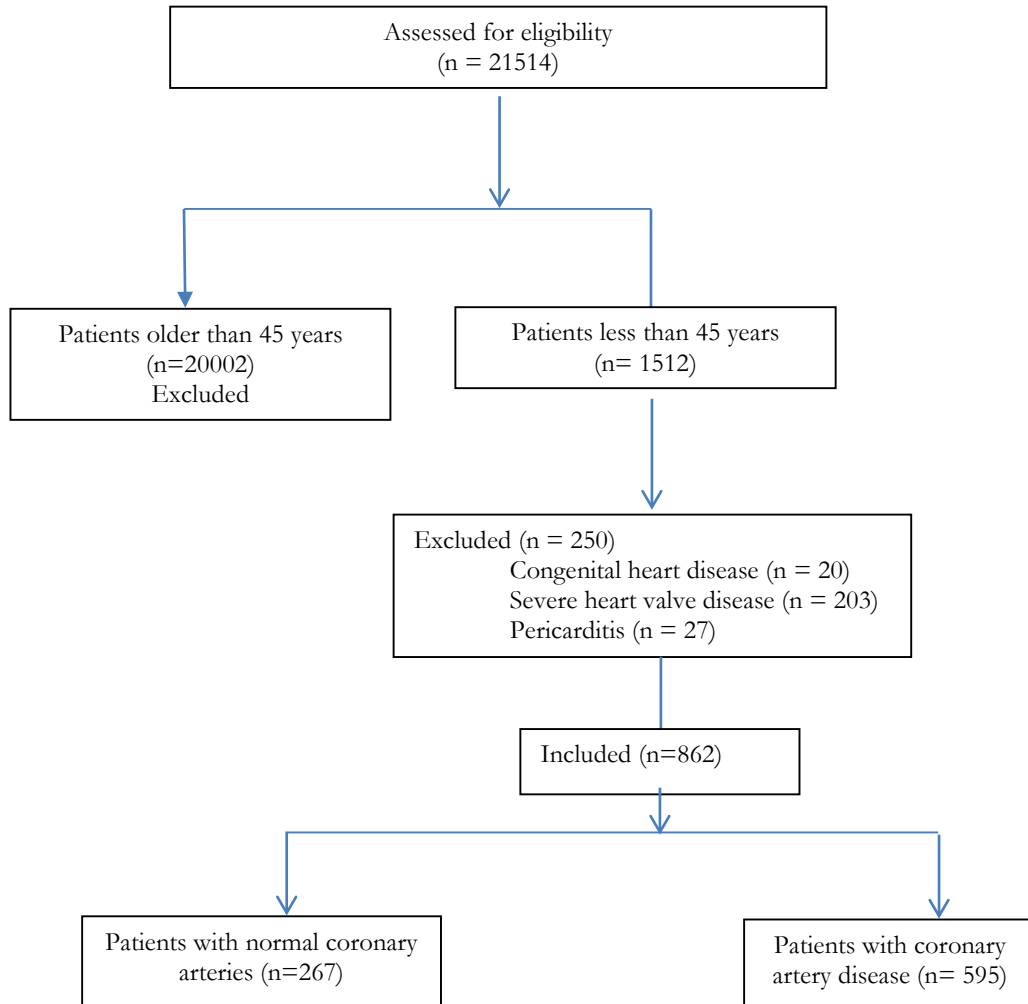 Assessed for eligibility
(n = 21514)
Patients older than 45 years
(n=20002)
Excluded
Patients less than 45 years
(n= 1512)
Excluded (n = 250)
Congenital heart disease (n = 20)
Severe heart valve disease (n = 203)
Pericarditis (n = 27)
Included (n=862)
Patients with normal coronary
arteries (n=267)
Patients with coronary
artery disease (n= 595)